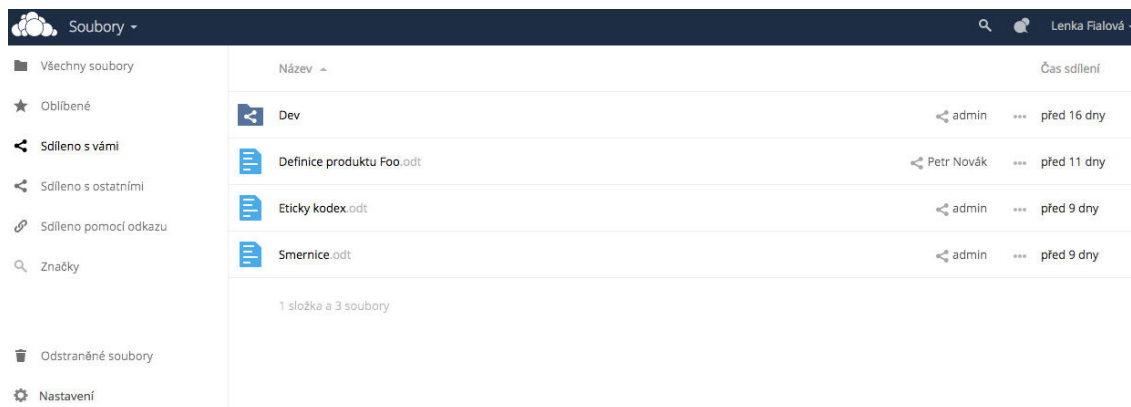 Soubory
Lenka Fialová
Všechny soubory
Oblíbené
Sdíleno s vámi
Sdíleno s ostatními
Sdíleno pomocí odkazu
Značky
Odstraněné soubory
Nastavení
Název Čas sdílení
Dev admin před 16 dny
Definice produktu Foo.odt Petr Novák před 11 dny
Eticky kodex.odt admin před 9 dny
Smernice.odt admin před 9 dny
1 složka a 3 soubory